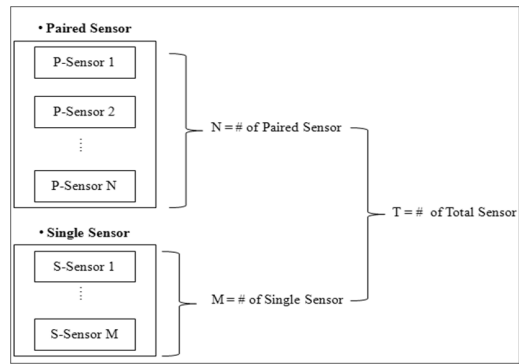 • Paired Sensor
P-Sensor 1
P-Sensor 2
P-Sensor N
N = # of Paired Sensor
T = # of Total Sensor
• Single Sensor
S-Sensor 1
S-Sensor M
M = # of Single Sensor